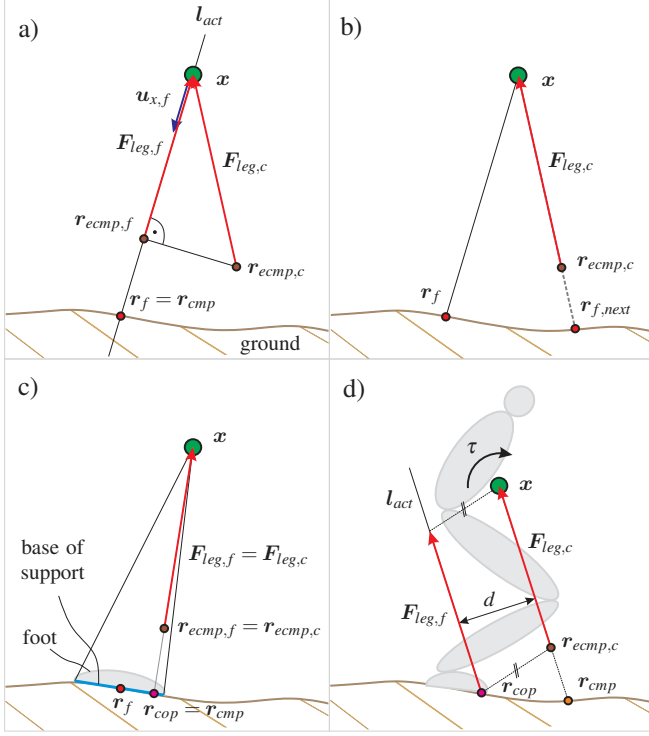 a)
l_act
x
u_x,f
F_leg,f
F_leg,c
r_ecmp,f
r_ecmp,c
r_f = r_cmp
ground
b)
x
F_leg,c
r_ecmp,c
r_f
r_f,next
c)
x
base of
support
F_leg,f = F_leg,c
foot
r_ecmp,f = r_ecmp,c
r_f
r_cop = r_cmp
d)
τ
x
l_act
F_leg,c
d
F_leg,f
r_ecmp,c
r_cop
r_cmp